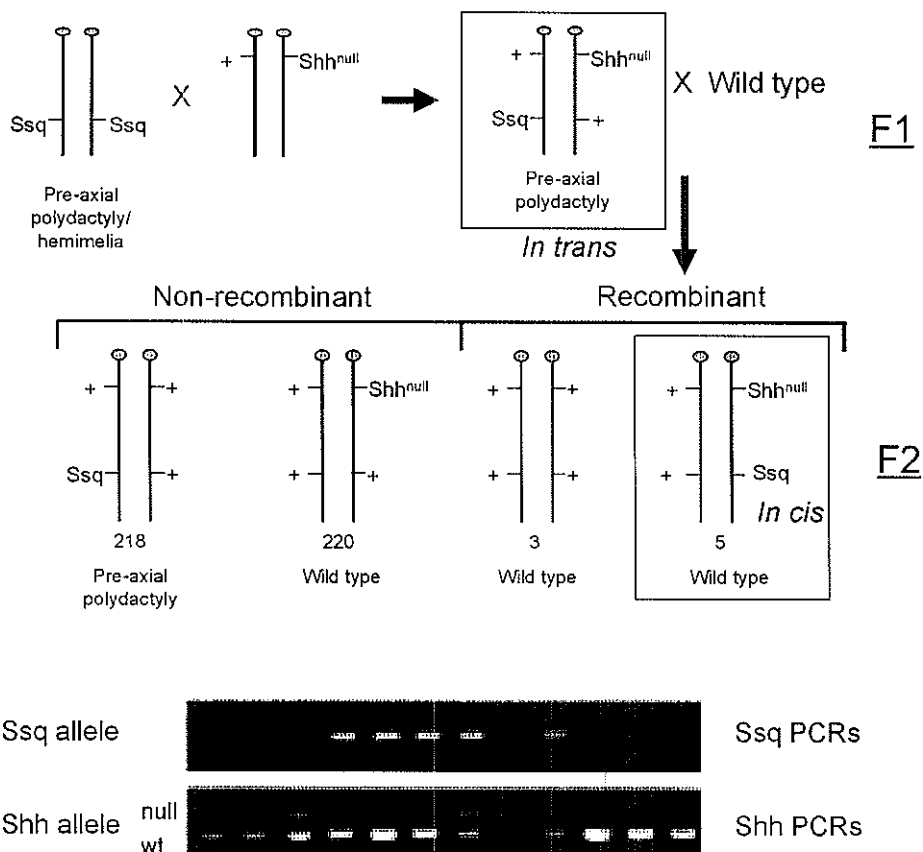 + Shh^null + Shh^null
X X Wild type
Ssq Ssq Ssq + F1
Pre-axial polydactyly/ hemimelia
Pre-axial polydactyly
In trans
Non-recombinant Recombinant
+ + + Shh^null + + + Shh^null
Ssq + + + + + + Ssq F2
In cis
218 220 3 5
Pre-axial polydactyly Wild type Wild type Wild type
Ssq allele Ssq PCRs
null
Shh allele Shh PCRs
wt